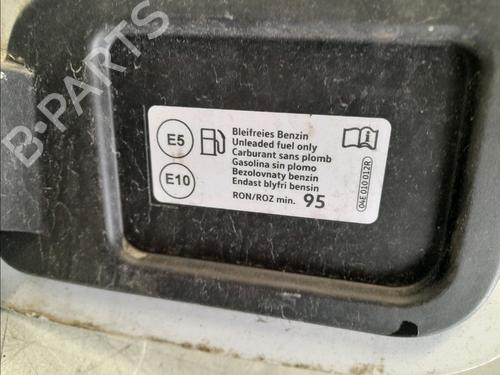 B-PARTS
E5
E10
Bleifreies Benzin
Unleaded fuel only
Carburant sans plomb
Gasolina sin plomo
Bezolovnaty benzin
Endast blyfri bensin
RON/ROZ min. 95
04E 010 012R